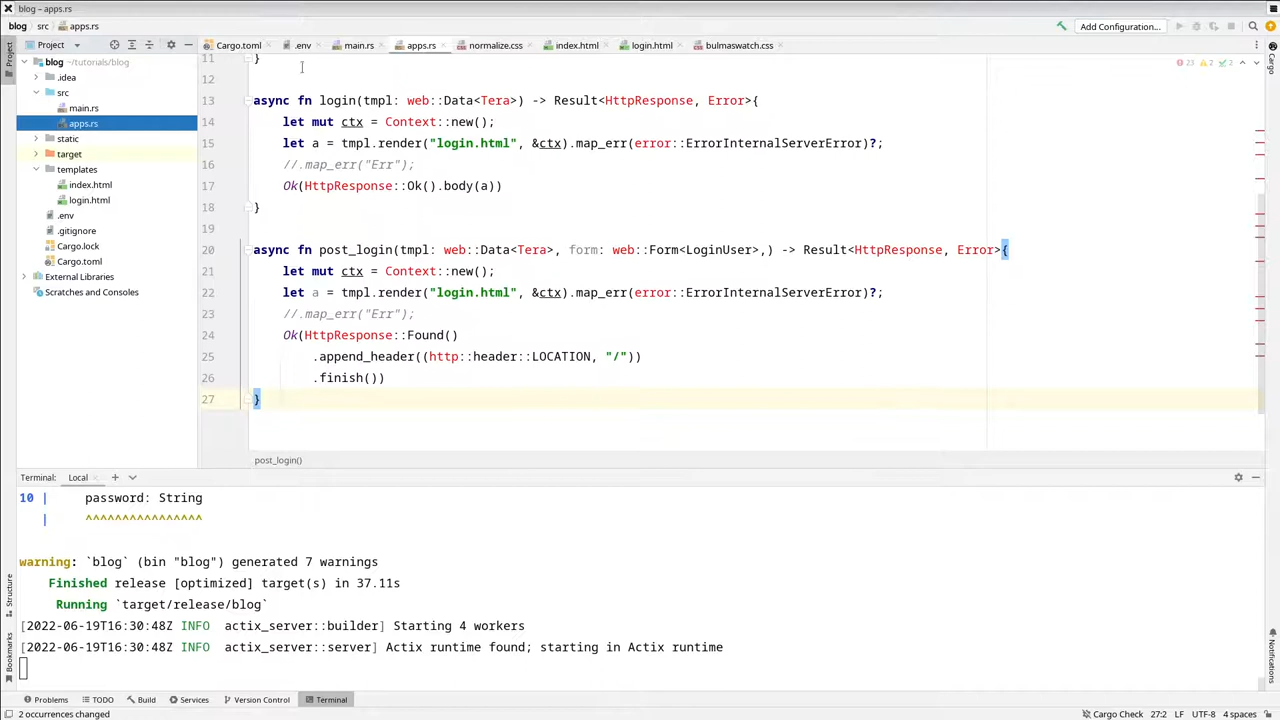 blog – apps.rs
blog src apps.rs Add Configuration...
Project Cargo.toml .env main.rs apps.rs normalize.css index.html login.html bulmaswatch.css
blog ~/tutorials/blog
.idea
src
main.rs
apps.rs
static
target
templates
index.html
login.html
.env
.gitignore
Cargo.lock
Cargo.toml
External Libraries
Scratches and Consoles
23 2 2
11 }
12
13 async fn login(tmpl: web::Data<Tera>) -> Result<HttpResponse, Error>{
14 let mut ctx = Context::new();
15 let a = tmpl.render("login.html", &ctx).map_err(error::ErrorInternalServerError)?;
16 //.map_err("Err");
17 Ok(HttpResponse::Ok().body(a))
18 }
19
20 async fn post_login(tmpl: web::Data<Tera>, form: web::Form<LoginUser>,) -> Result<HttpResponse, Error>{
21 let mut ctx = Context::new();
22 let a = tmpl.render("login.html", &ctx).map_err(error::ErrorInternalServerError)?;
23 //.map_err("Err");
24 Ok(HttpResponse::Found()
25 .append_header((http::header::LOCATION, "/"))
26 .finish())
27 }
post_login()
Terminal: Local
10 | password: String
| ^^^^^^^^^^^^^^^^
warning: `blog` (bin "blog") generated 7 warnings
Finished release [optimized] target(s) in 37.11s
Running `target/release/blog`
[2022-06-19T16:30:48Z INFO actix_server::builder] Starting 4 workers
[2022-06-19T16:30:48Z INFO actix_server::server] Actix runtime found; starting in Actix runtime
Problems TODO Build Services Version Control Terminal
2 occurrences changed Cargo Check 27:2 LF UTF-8 4 spaces
Project
Structure
Bookmarks
Cargo
Notifications